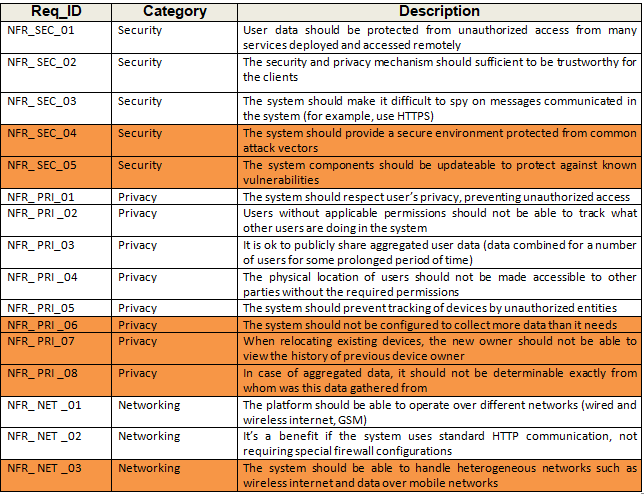 Req_ID Category Description
NFR_SEC_01 Security User data should be protected from unauthorized access from many
services deployed and accessed remotely
NFR_ SEC_02 Security The security and privacy mechanism should sufficient to be trustworthy for
the clients
NFR_ SEC_03 Security The system should make it difficult to spy on messages communicated in
the system (for example, use HTTPS)
NFR_ SEC_04 Security The system should provide a secure environment protected from common
attack vectors
NFR_ SEC_05 Security The system components should be updateable to protect against known
vulnerabilities
NFR_ PRI_01 Privacy The system should respect user's privacy, preventing unauthorized access
NFR_ PRI _02 Privacy Users without applicable permissions should not be able to track what
other users are doing in the system
NFR_ PRI_03 Privacy It is ok to publicly share aggregated user data (data combined for a number
of users for some prolonged period of time)
NFR_ PRI _04 Privacy The physical location of users should not be made accessible to other
parties without the required permissions
NFR_ PRI_05 Privacy The system should prevent tracking of devices by unauthorized entities
NFR_ PRI _06 Privacy The system should not be configured to collect more data than it needs
NFR_ PRI_07 Privacy When relocating existing devices, the new owner should not be able to
view the history of previous device owner
NFR_ PRI _08 Privacy In case of aggregated data, it should not be determinable exactly from
whom was this data gathered from
NFR_ NET _01 Networking The platform should be able to operate over different networks (wired and
wireless internet, GSM)
NFR_ NET _02 Networking It's a benefit if the system uses standard HTTP communication, not
requiring special firewall configurations
NFR_ NET _03 Networking The system should be able to handle heterogeneous networks such as
wireless internet and data over mobile networks